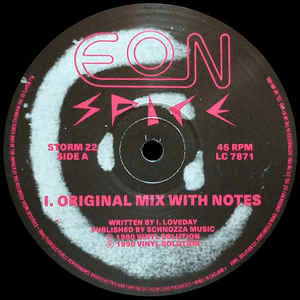 EON
SPICE
STORM 22
SIDE A
45 RPM
LC 7871
1. ORIGINAL MIX WITH NOTES
WRITTEN BY I. LOVEDAY
PUBLISHED BY SCHNOZZA MUSIC
℗ 1990 VINYL SOLUTION
© 1990 VINYL SOLUTION